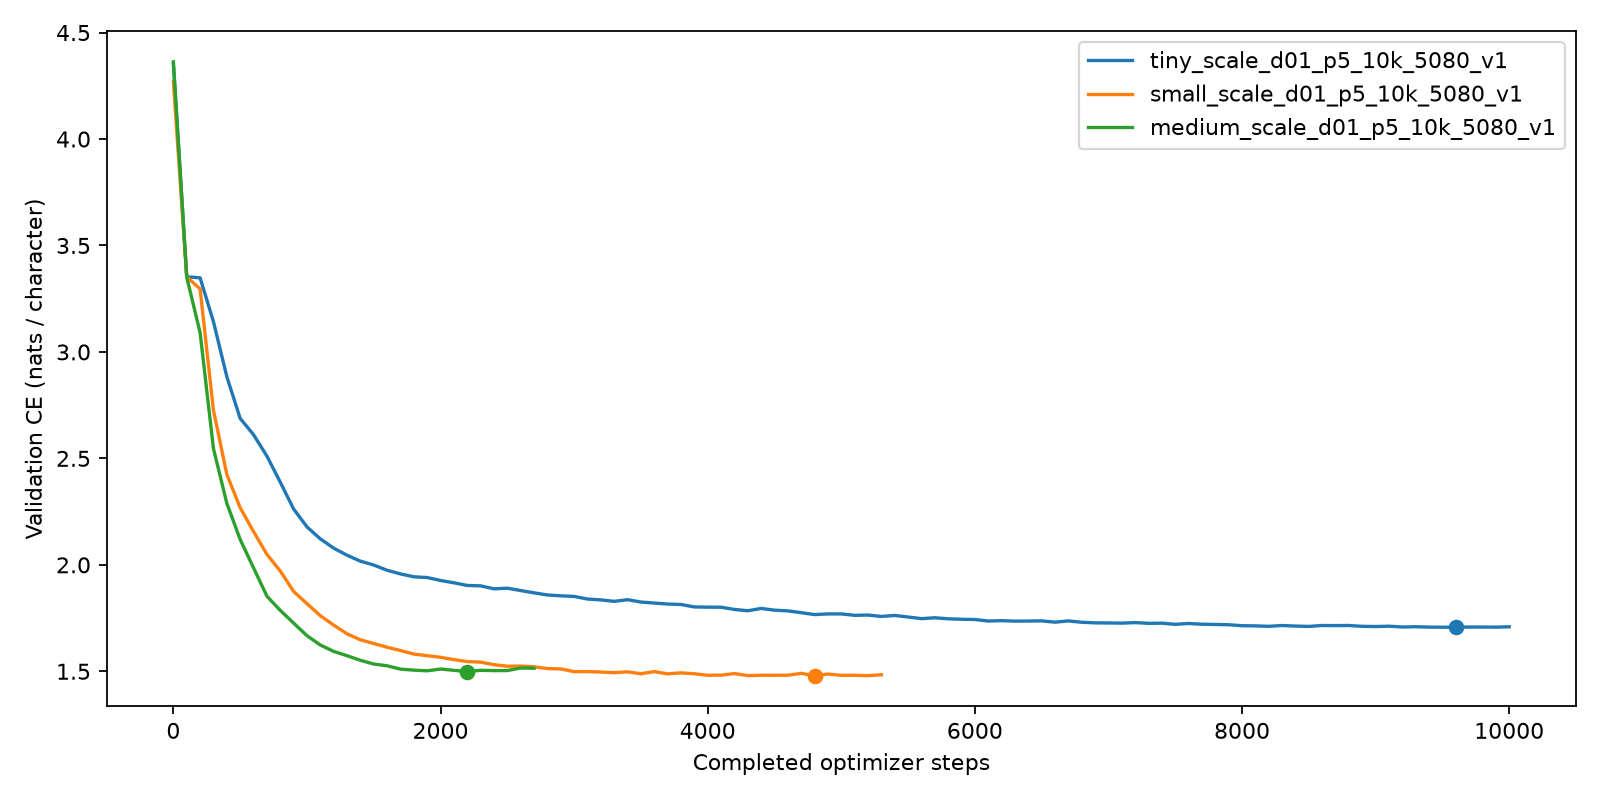 tiny_scale_d01_p5_10k_5080_v1
small_scale_d01_p5_10k_5080_v1
medium_scale_d01_p5_10k_5080_v1
Validation CE (nats / character)
4.5
4.0
3.5
3.0
2.5
2.0
1.5
0
2000
4000
6000
8000
10000
Completed optimizer steps